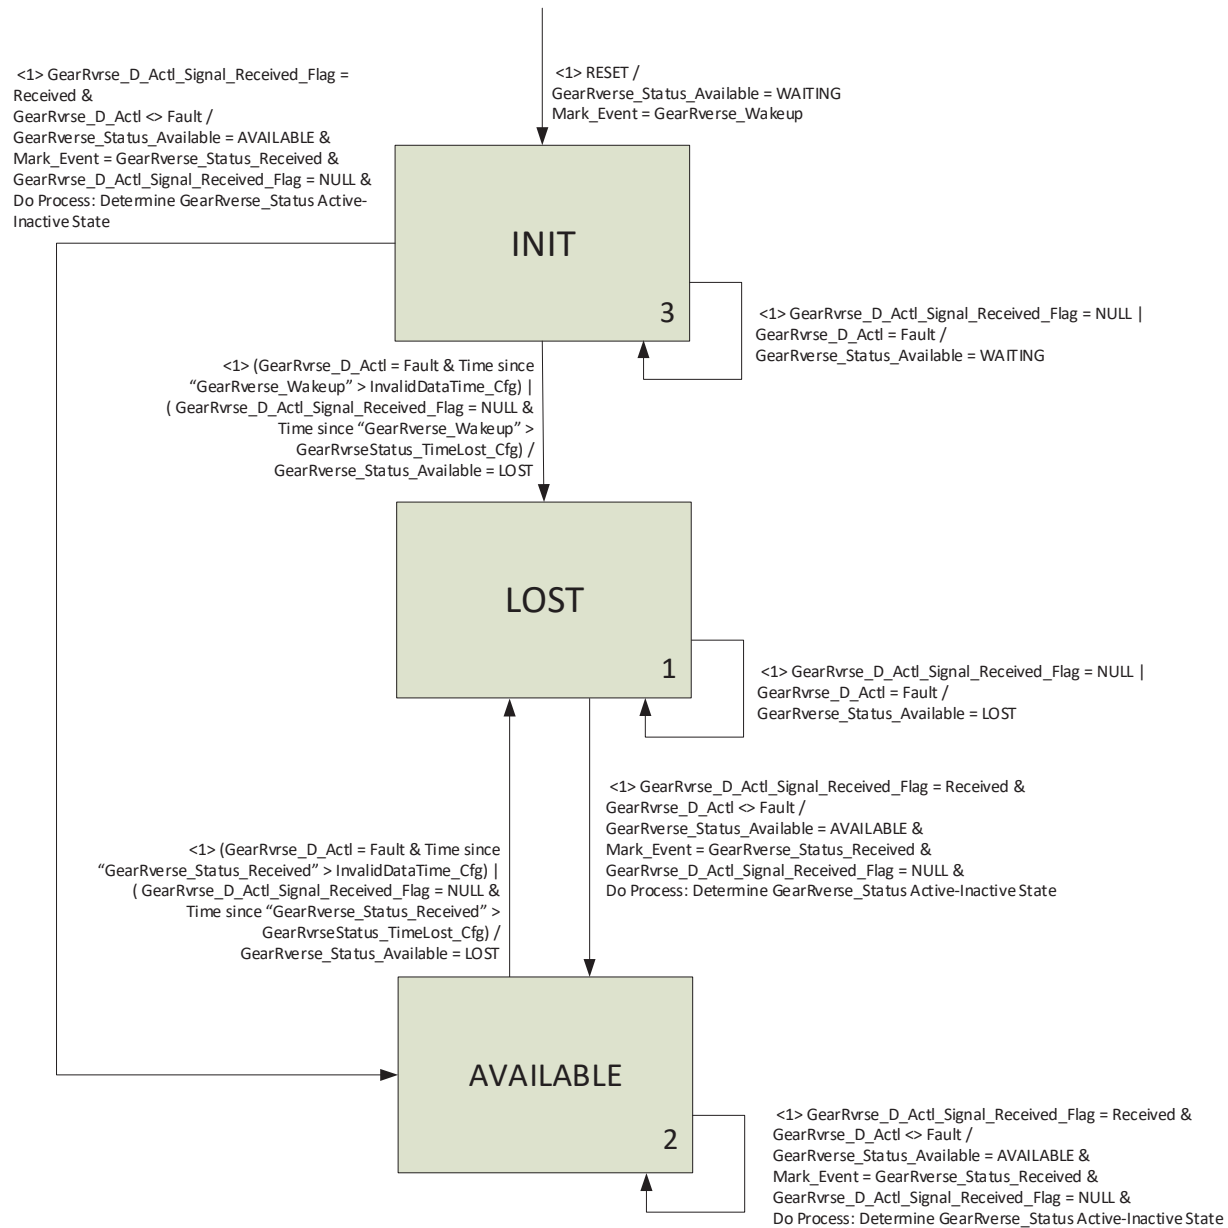 <1> GearRvrse_D_Actl_Signal_Received_Flag =
Received &
GearRvrse_D_Actl <> Fault /
GearRverse_Status_Available = AVAILABLE &
Mark_Event = GearRverse_Status_Received &
GearRvrse_D_Actl_Signal_Received_Flag = NULL &
Do Process: Determine GearRverse_Status Active-
Inactive State
<1> RESET /
GearRverse_Status_Available = WAITING
Mark_Event = GearRverse_Wakeup
INIT
3
<1> GearRvrse_D_Actl_Signal_Received_Flag = NULL |
GearRvrse_D_Actl = Fault /
GearRverse_Status_Available = WAITING
<1> (GearRvrse_D_Actl = Fault & Time since
“GearRverse_Wakeup” > InvalidDataTime_Cfg) |
( GearRvrse_D_Actl_Signal_Received_Flag = NULL &
Time since “GearRverse_Wakeup” >
GearRvrseStatus_TimeLost_Cfg) /
GearRverse_Status_Available = LOST
LOST
1
<1> GearRvrse_D_Actl_Signal_Received_Flag = NULL |
GearRvrse_D_Actl = Fault /
GearRverse_Status_Available = LOST
<1> GearRvrse_D_Actl_Signal_Received_Flag = Received &
GearRvrse_D_Actl <> Fault /
GearRverse_Status_Available = AVAILABLE &
Mark_Event = GearRverse_Status_Received &
GearRvrse_D_Actl_Signal_Received_Flag = NULL &
Do Process: Determine GearRverse_Status Active-Inactive State
<1> (GearRvrse_D_Actl = Fault & Time since
“GearRverse_Status_Received” > InvalidDataTime_Cfg) |
( GearRvrse_D_Actl_Signal_Received_Flag = NULL &
Time since “GearRverse_Status_Received” >
GearRvrseStatus_TimeLost_Cfg) /
GearRverse_Status_Available = LOST
AVAILABLE
2
<1> GearRvrse_D_Actl_Signal_Received_Flag = Received &
GearRvrse_D_Actl <> Fault /
GearRverse_Status_Available = AVAILABLE &
Mark_Event = GearRverse_Status_Received &
GearRvrse_D_Actl_Signal_Received_Flag = NULL &
Do Process: Determine GearRverse_Status Active-Inactive State